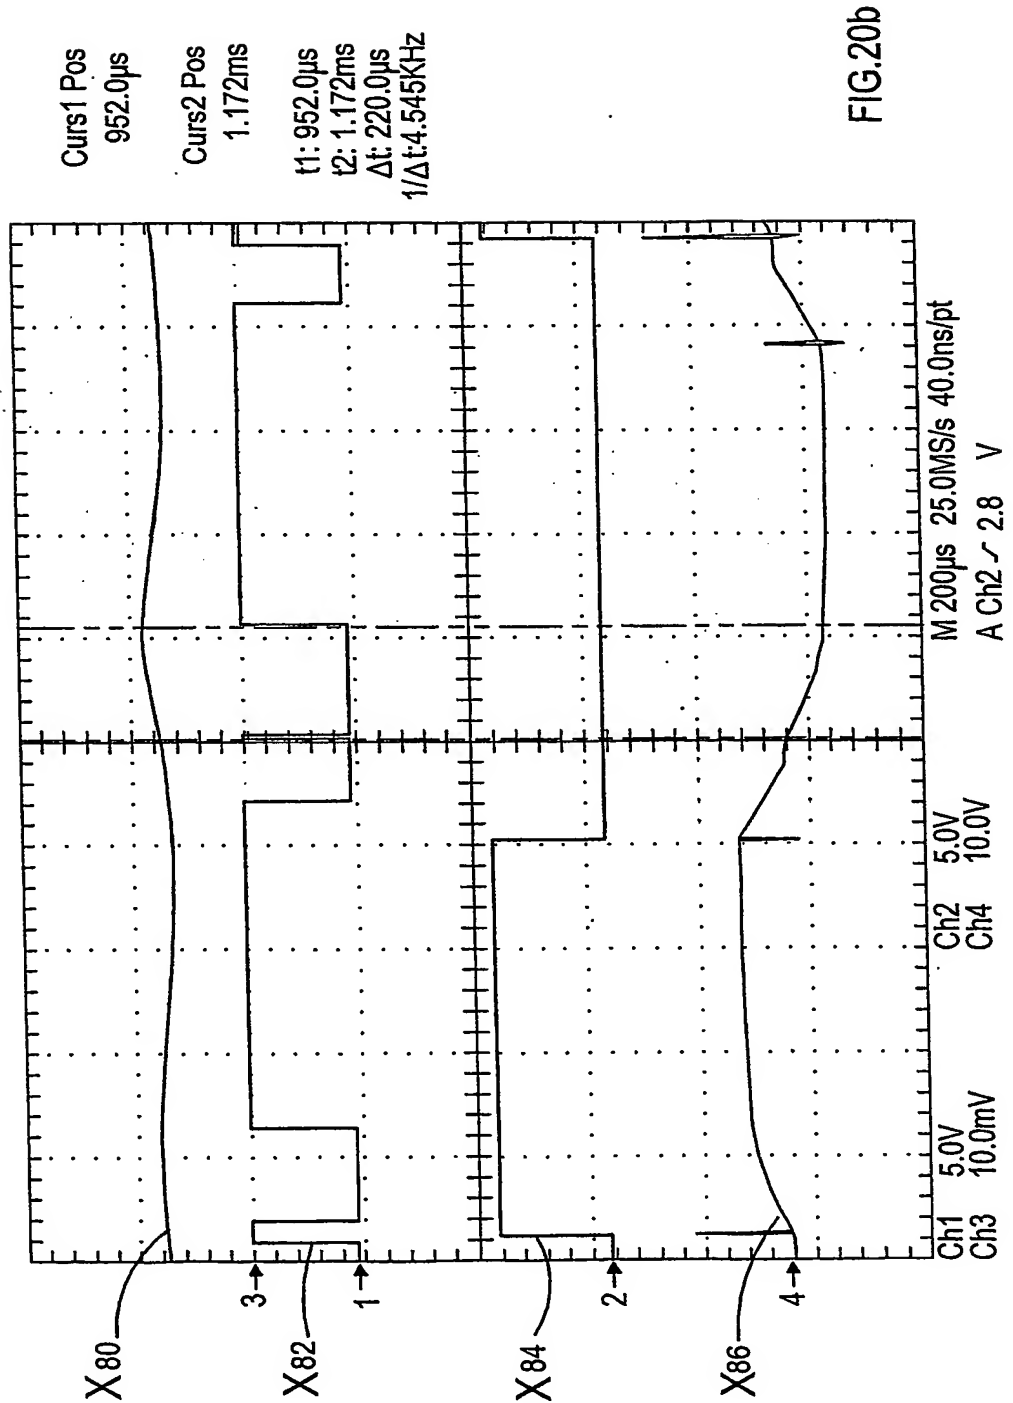 Curs1 Pos
952.0µs
Curs2 Pos
1.172ms
t1: 952.0µs
t2: 1.172ms
Δt: 220.0µs
1/Δt:4.545KHz
X80
X82
X84
X86
3
1
2
4
Ch1 5.0V Ch2 5.0V M 200µs 25.0MS/s 40.0ns/pt
Ch3 10.0mV Ch4 10.0V A Ch2 2.8 V
FIG.20b